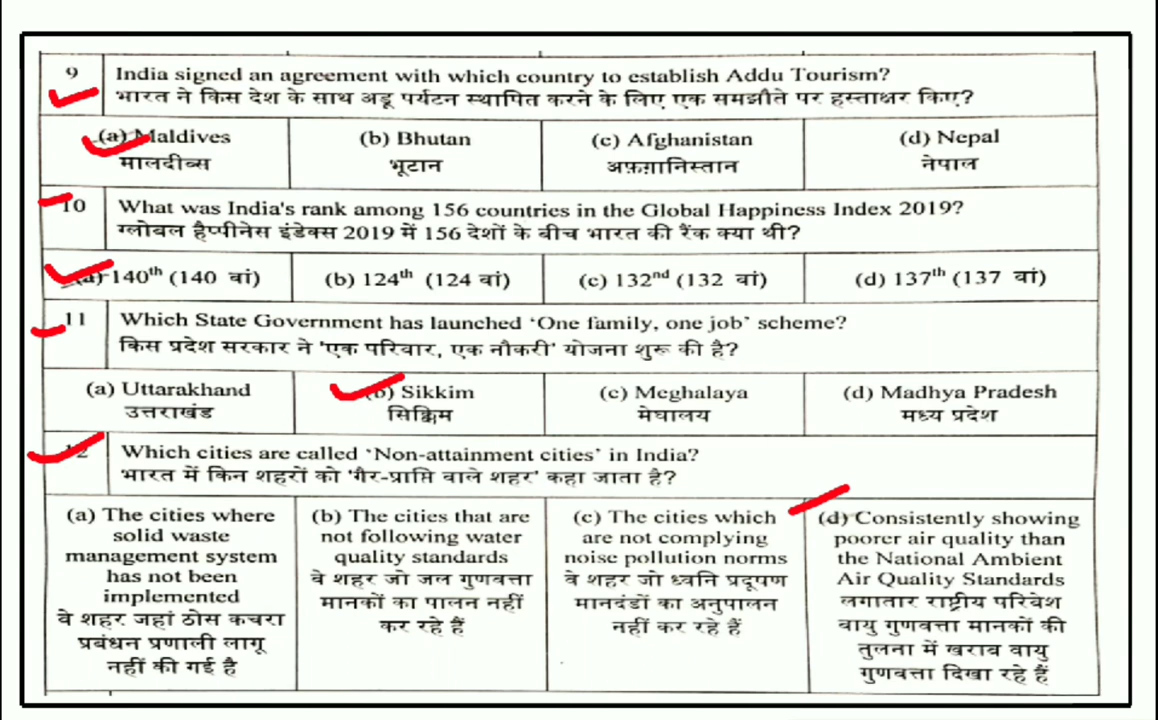 9 India signed an agreement with which country to establish Addu Tourism?
भारत ने किस देश के साथ अडू पर्यटन स्थापित करने के लिए एक समझौते पर हस्ताक्षर किए?
(a) Maldives (b) Bhutan (c) Afghanistan (d) Nepal
मालदीव्स भूटान अफ़ग़ानिस्तान नेपाल
10 What was India's rank among 156 countries in the Global Happiness Index 2019?
ग्लोबल हैप्पीनेस इंडेक्स 2019 में 156 देशों के बीच भारत की रैंक क्या थी?
(a) 140th (140 वां) (b) 124th (124 वां) (c) 132nd (132 वां) (d) 137th (137 वां)
11 Which State Government has launched ‘One family, one job’ scheme?
किस प्रदेश सरकार ने 'एक परिवार, एक नौकरी' योजना शुरू की है?
(a) Uttarakhand (b) Sikkim (c) Meghalaya (d) Madhya Pradesh
उत्तराखंड सिक्किम मेघालय मध्य प्रदेश
12 Which cities are called ‘Non-attainment cities’ in India?
भारत में किन शहरों को 'गैर-प्राप्ति वाले शहर' कहा जाता है?
(a) The cities where
solid waste
management system
has not been
implemented
वे शहर जहां ठोस कचरा
प्रबंधन प्रणाली लागू
नहीं की गई है
(b) The cities that are
not following water
quality standards
वे शहर जो जल गुणवत्ता
मानकों का पालन नहीं
कर रहे हैं
(c) The cities which
are not complying
noise pollution norms
वे शहर जो ध्वनि प्रदूषण
मानदंडों का अनुपालन
नहीं कर रहे हैं
(d) Consistently showing
poorer air quality than
the National Ambient
Air Quality Standards
लगातार राष्ट्रीय परिवेश
वायु गुणवत्ता मानकों की
तुलना में खराब वायु
गुणवत्ता दिखा रहे हैं